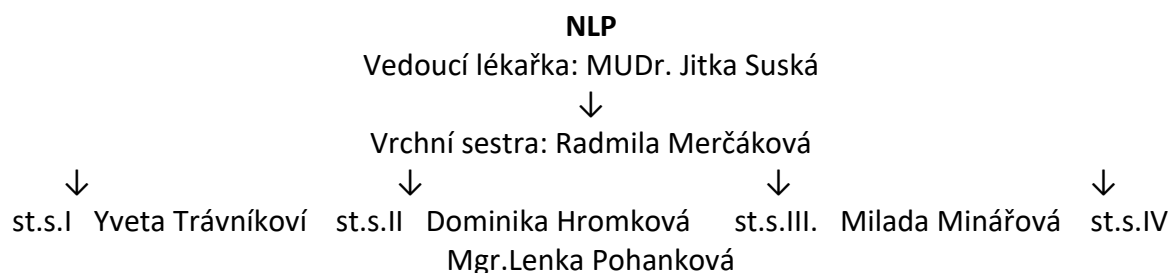 NLP
Vedoucí lékařka: MUDr. Jitka Suská
↓
Vrchní sestra: Radmila Merčáková
↓ ↓ ↓ ↓
st.s.I Yveta Trávníkoví st.s.II Dominika Hromková st.s.III. Milada Minářová st.s.IV
Mgr.Lenka Pohanková